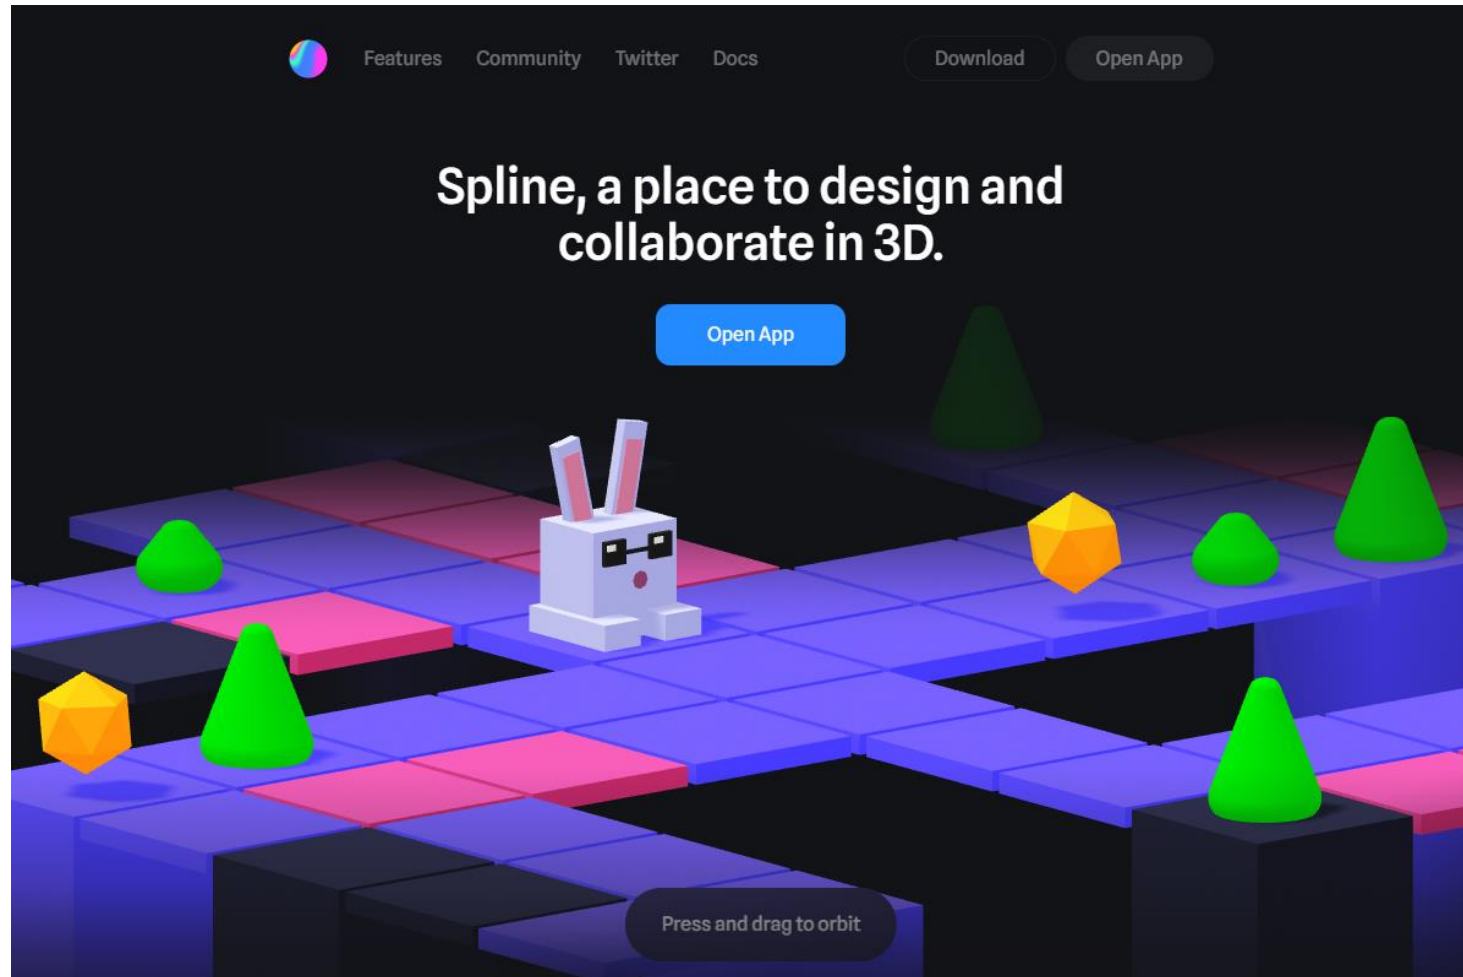 Features Community Twitter Docs Download Open App
Spline, a place to design and
collaborate in 3D.
Open App
Press and drag to orbit